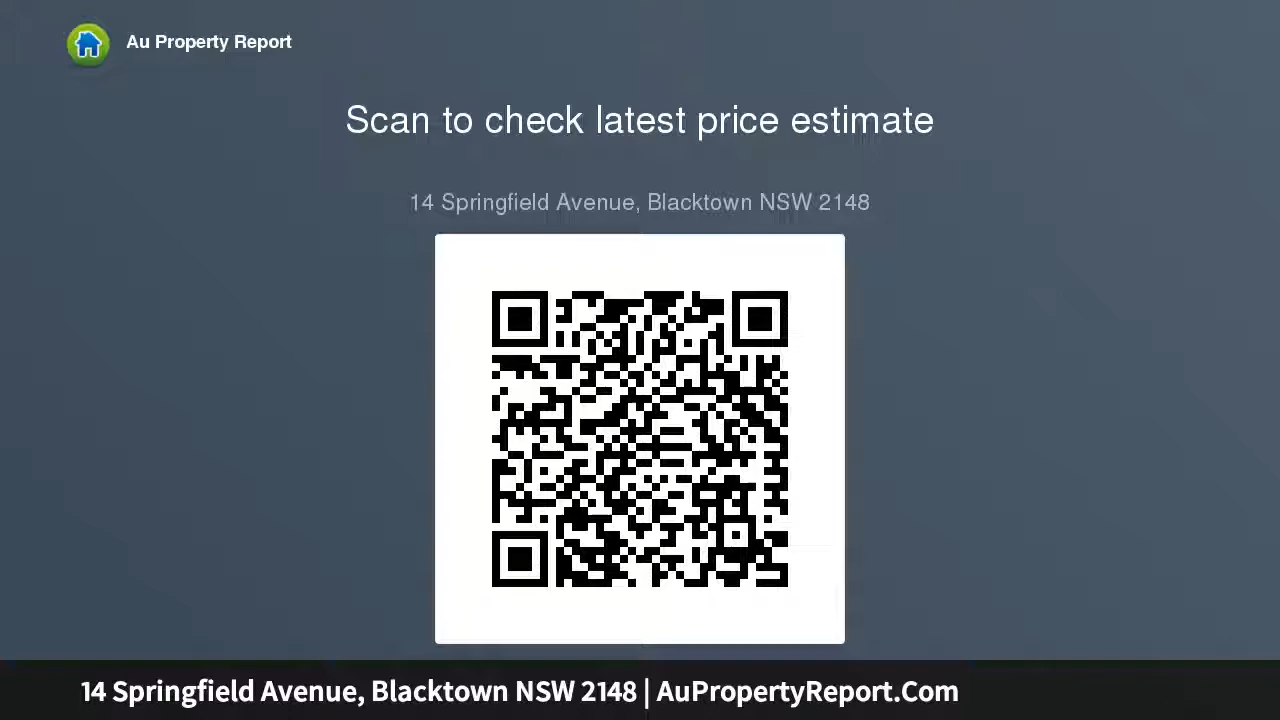 Au Property Report
Scan to check latest price estimate
14 Springfield Avenue, Blacktown NSW 2148
14 Springfield Avenue, Blacktown NSW 2148 | AuPropertyReport.Com